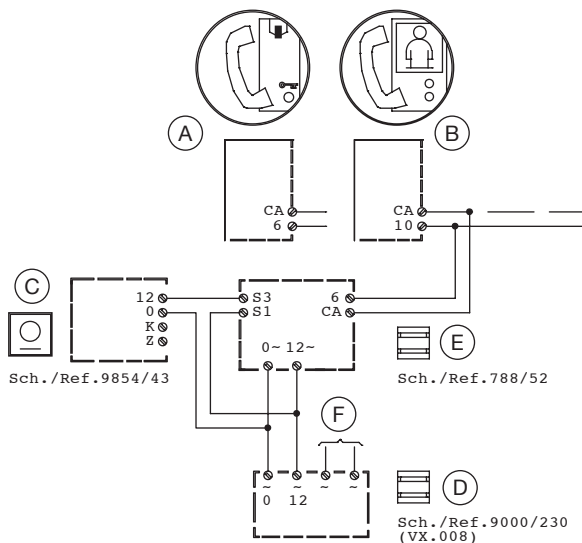 A
B
CA
6
CA
10
C
12
0
K
Z
S3
S1
6
CA
0~ 12~
E
Sch./Ref.9854/43
Sch./Ref.788/52
F
~ ~ ~ ~
0 12
D
Sch./Ref.9000/230
(VX.008)